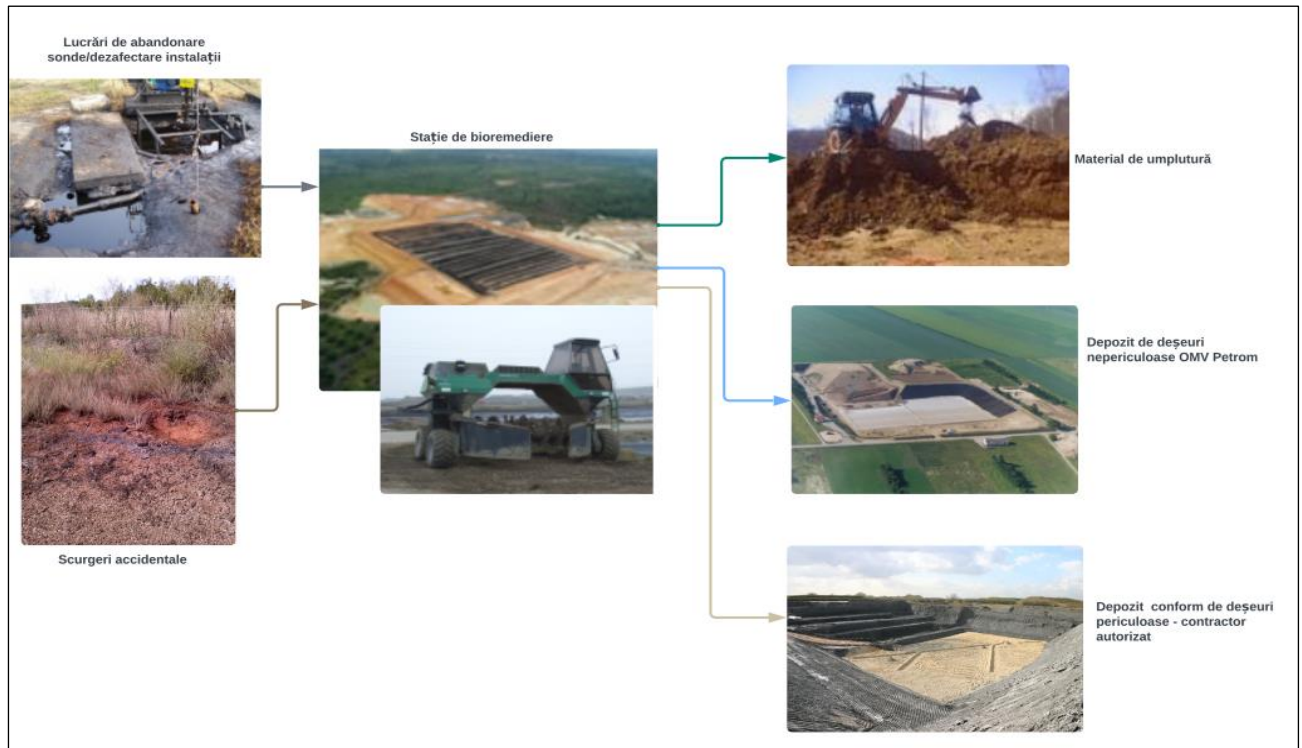 Lucrări de abandonare
sonde/dezafectare instalații
Stație de bioremediere
Material de umplutură
Depozit de deșeuri
nepericuloase OMV Petrom
Scurgeri accidentale
Depozit conform de deșeuri
periculoase - contractor
autorizat